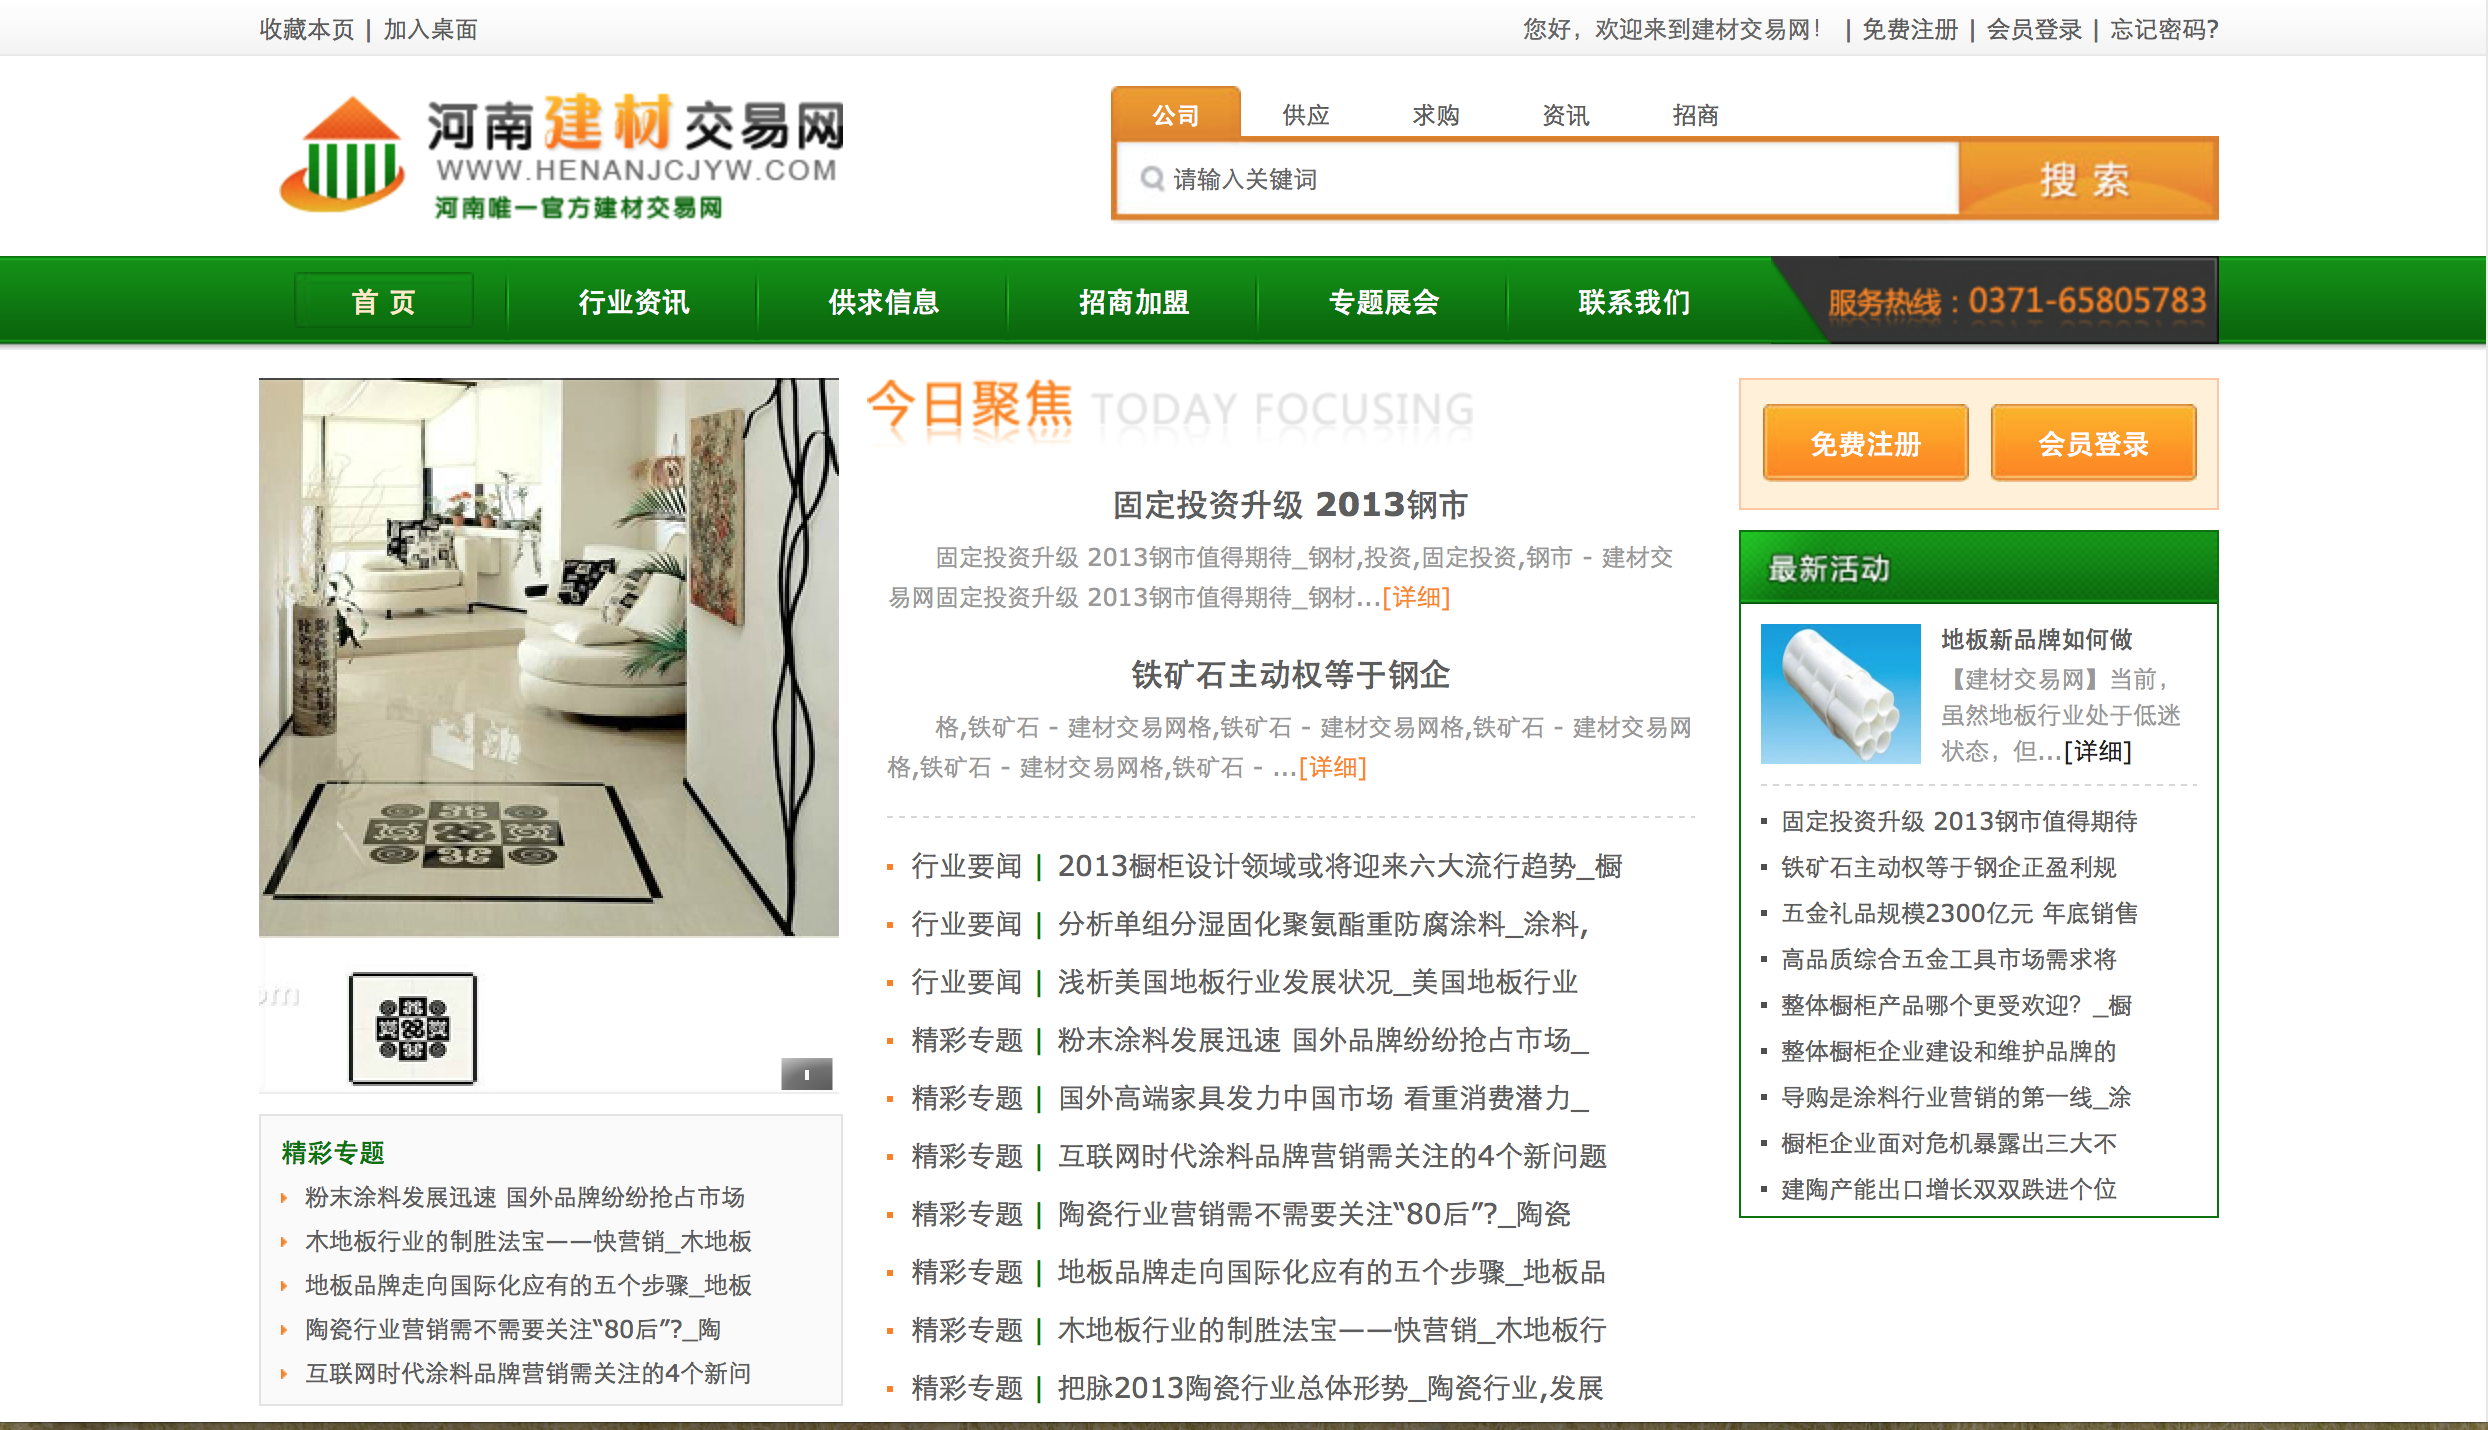 收藏本页 | 加入桌面
您好，欢迎来到建材交易网！ | 免费注册 | 会员登录 | 忘记密码?
河南建材交易网
WWW.HENANJCJYW.COM
河南唯一官方建材交易网
公司 供应 求购 资讯 招商
请输入关键词
搜 索
首 页 行业资讯 供求信息 招商加盟 专题展会 联系我们
服务热线：0371-65805783
om
精彩专题
粉末涂料发展迅速 国外品牌纷纷抢占市场
木地板行业的制胜法宝——快营销_木地板
地板品牌走向国际化应有的五个步骤_地板
陶瓷行业营销需不需要关注“80后”?_陶
互联网时代涂料品牌营销需关注的4个新问
今日聚焦 TODAY FOCUSING
固定投资升级 2013钢市
固定投资升级 2013钢市值得期待_钢材,投资,固定投资,钢市 - 建材交
易网固定投资升级 2013钢市值得期待_钢材...[详细]
铁矿石主动权等于钢企
格,铁矿石 - 建材交易网格,铁矿石 - 建材交易网格,铁矿石 - 建材交易网
格,铁矿石 - 建材交易网格,铁矿石 - ...[详细]
行业要闻 | 2013橱柜设计领域或将迎来六大流行趋势_橱
行业要闻 | 分析单组分湿固化聚氨酯重防腐涂料_涂料,
行业要闻 | 浅析美国地板行业发展状况_美国地板行业
精彩专题 | 粉末涂料发展迅速 国外品牌纷纷抢占市场_
精彩专题 | 国外高端家具发力中国市场 看重消费潜力_
精彩专题 | 互联网时代涂料品牌营销需关注的4个新问题
精彩专题 | 陶瓷行业营销需不需要关注“80后”?_陶瓷
精彩专题 | 地板品牌走向国际化应有的五个步骤_地板品
精彩专题 | 木地板行业的制胜法宝——快营销_木地板行
精彩专题 | 把脉2013陶瓷行业总体形势_陶瓷行业,发展
免费注册 会员登录
最新活动
地板新品牌如何做
【建材交易网】当前，
虽然地板行业处于低迷
状态，但...[详细]
固定投资升级 2013钢市值得期待
铁矿石主动权等于钢企正盈利规
五金礼品规模2300亿元 年底销售
高品质综合五金工具市场需求将
整体橱柜产品哪个更受欢迎？_橱
整体橱柜企业建设和维护品牌的
导购是涂料行业营销的第一线_涂
橱柜企业面对危机暴露出三大不
建陶产能出口增长双双跌进个位